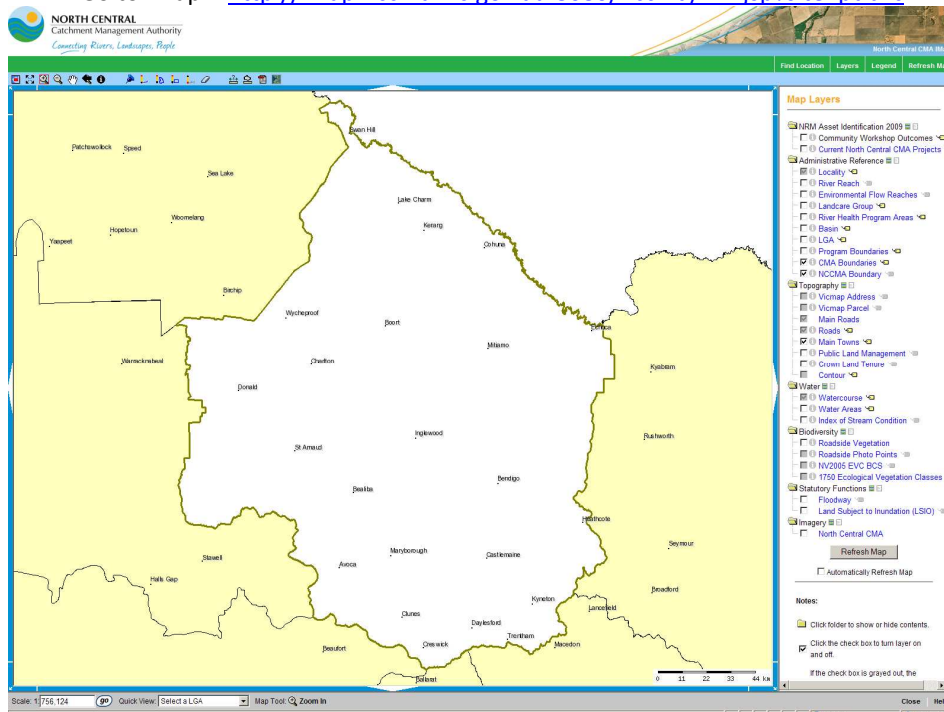 NORTH CENTRAL
Catchment Management Authority
Connecting Rivers, Landscapes, People
North Central CMA
Find Location Layers Legend Refresh Ma
Map Layers
NRM Asset Identification 2009
Community Workshop Outcomes
Current North Central CMA Projects
Administrative Reference
Locality
River Reach
Environmental Flow Reaches
Landcare Group
River Health Program Areas
Basin
LGA
Program Boundaries
CMA Boundaries
NCCMA Boundary
Topography
Vicmap Address
Vicmap Parcel
Main Roads
Roads
Main Towns
Public Land Management
Crown Land Tenure
Contour
Water
Watercourse
Water Areas
Index of Stream Condition
Biodiversity
Roadside Vegetation
Roadside Photo Points
NV2005 EVC BCS
1750 Ecological Vegetation Classes
Statutory Functions
Floodway
Land Subject to Inundation (LSIO)
Imagery
North Central CMA
Refresh Map
Automatically Refresh Map
Notes:
Click folder to show or hide contents.
Click the check box to turn layer on
and off.
If the check box is grayed out, the
Swan Hill
Patchewollock Speed
Sea Lake
Lake Charm
Woomelang
Hopetoun
Kerang
Yaapeet
Cohuna
Birchip
Wycheproof
Boort
Echuca
Mitiamo
Warracknabeal
Charlton
Kyabram
Donald
Inglewood
Rushworth
St Arnaud
Bendigo
Bealiba
Heathcote
Seymour
Maryborough
Castlemaine
Stawell
Avoca
Halls Gap
Broadford
Kyneton
Lancefield
Clunes
Daylesford
Trentham
Creswick
Macedon
Beaufort
Ballarat
0 11 22 33 44 km
Scale: 1: 756,124 go Quick View: Select a LGA Map Tool: Zoom In Close Hel